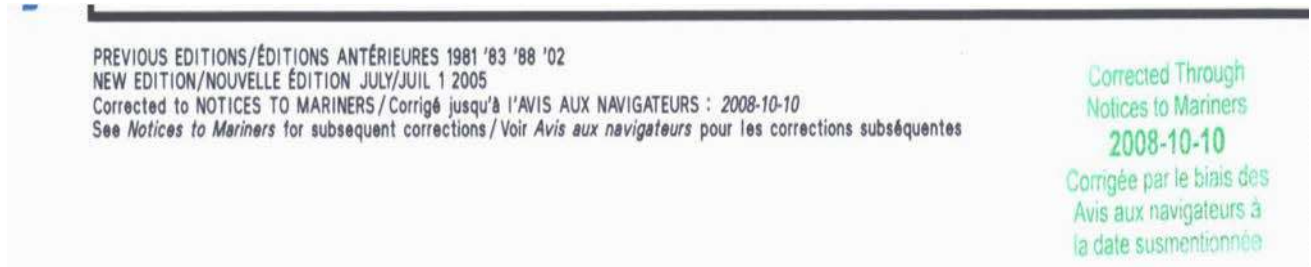 PREVIOUS EDITIONS/ÉDITIONS ANTÉRIEURES 1981 '83 '88 '02
NEW EDITION/NOUVELLE ÉDITION JULY/JUIL 1 2005
Corrected to NOTICES TO MARINERS/Corrigé jusqu'à l'AVIS AUX NAVIGATEURS : 2008-10-10
See Notices to Mariners for subsequent corrections/Voir Avis aux navigateurs pour les corrections subséquentes
Corrected Through
Notices to Mariners
2008-10-10
Corrigée par le biais des
Avis aux navigateurs à
la date susmentionnée